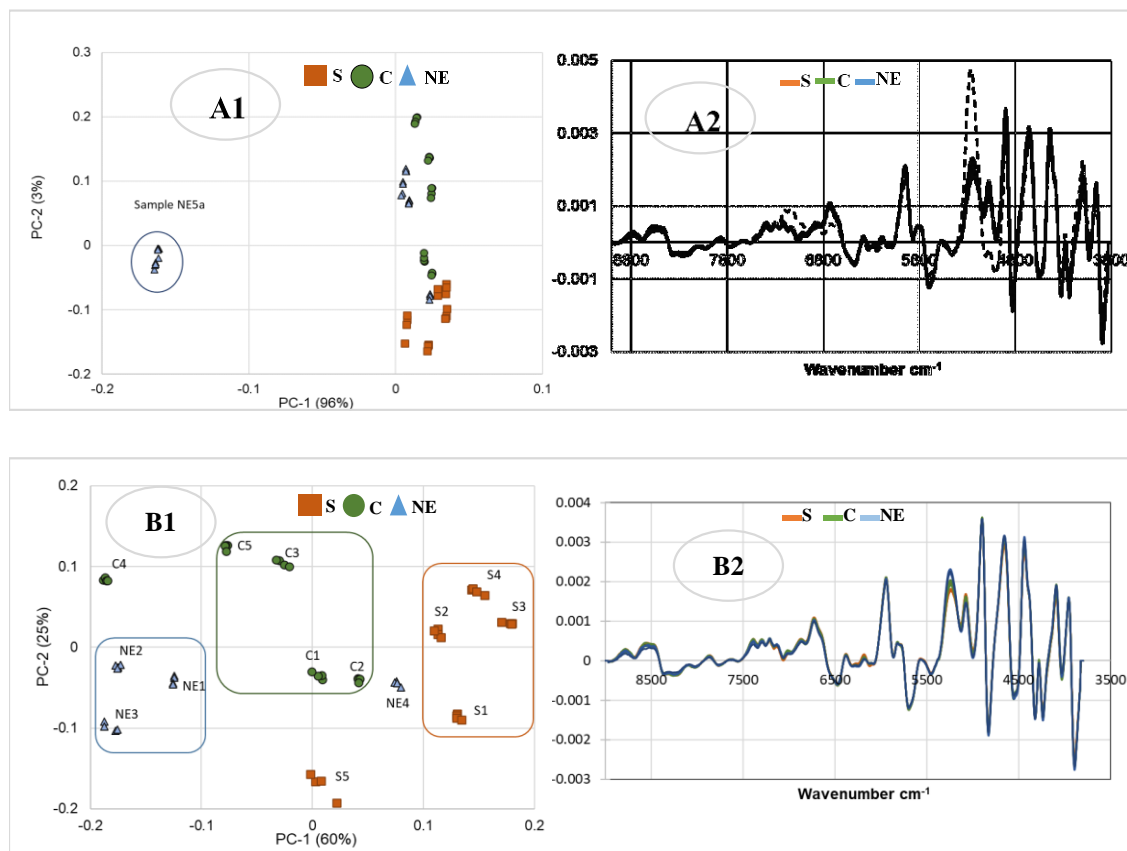 A1
S C NE
0.3
0.2
0.1
0
-0.1
-0.2
PC-2 (3%)
Sample NE5a
-0.2 -0.1 0 0.1
PC-1 (96%)
A2
S C NE
0.005
0.003
0.001
-0.001
-0.003
8800 7800 6800 5800 4800 3800
Wavenumber cm-1
B1
S C NE
0.2
0.1
0
-0.1
-0.2
PC-2 (25%)
C5
C3
C4
S4
S2
S3
NE2
C1
C2
NE1
NE4
NE3
S1
S5
-0.2 -0.1 0 0.1 0.2
PC-1 (60%)
B2
S C NE
0.004
0.003
0.002
0.001
0
-0.001
-0.002
-0.003
8500 7500 6500 5500 4500 3500
Wavenumber cm-1